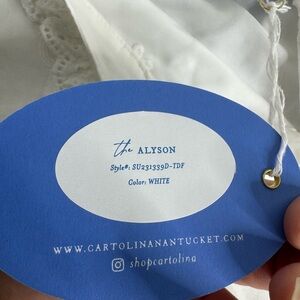 the ALYSON
Style#: SU231339D-TDF
Color: WHITE
WWW.CARTOLINANANTUCKET.COM
shopcartolina